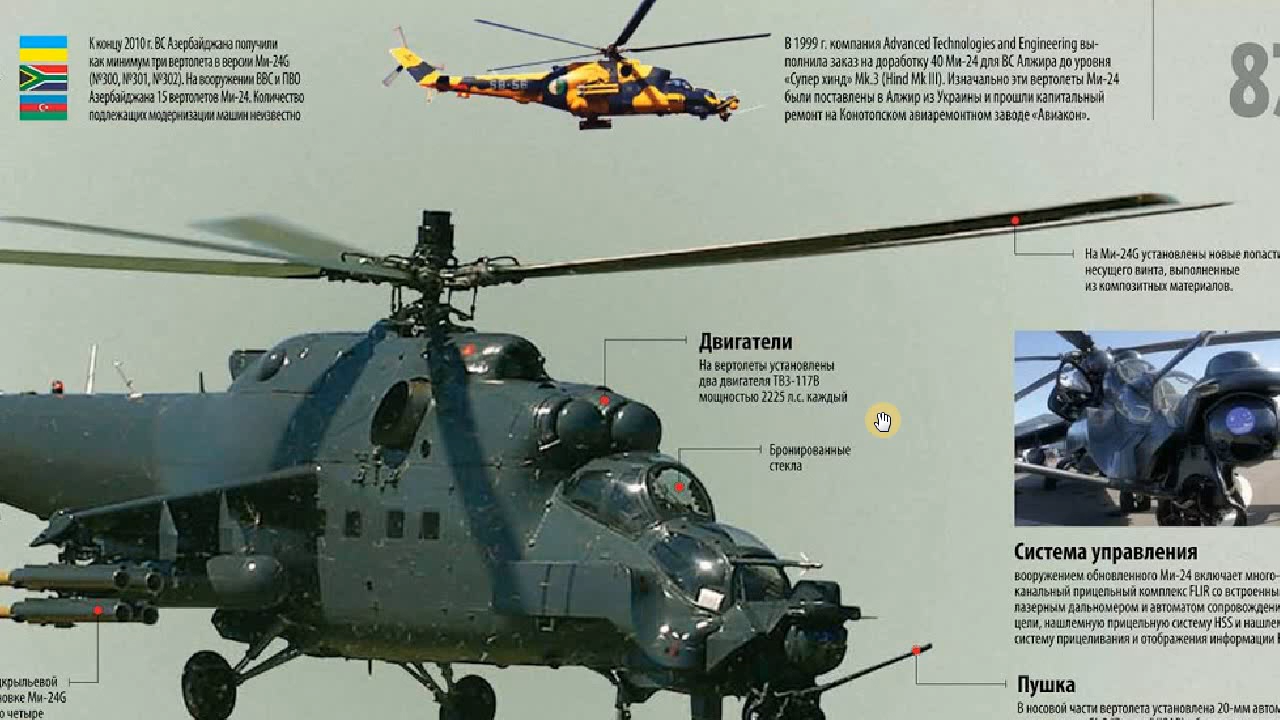 К концу 2010 г. ВС Азербайджана получили
как минимум три вертолета в версии Ми-24G
(№300, №301, №302). На вооружении ВВС и ПВО
Азербайджана 15 вертолетов Ми-24. Количество
подлежащих модернизации машин неизвестно
В 1999 г. компания Advanced Technologies and Engineering вы-
полнила заказ на доработку 40 Ми-24 для ВС Алжира до уровня
«Супер хинд» Mk.3 (Hind Mk III). Изначально эти вертолеты Ми-24
были поставлены в Алжир из Украины и прошли капитальный
ремонт на Конотопском авиаремонтном заводе «Авиакон».
На Ми-24G установлены новые лопасти
несущего винта, выполненные
из композитных материалов.
Двигатели
На вертолеты установлены
два двигателя ТВ3-117В
мощностью 2225 л.с. каждый
Бронированные
стекла
Система управления
вооружением обновленного Ми-24 включает много-
канальный прицельный комплекс FLIR со встроенны
лазерным дальномером и автоматом сопровождени
цели, нашлемную прицельную систему HSS и нашлем
систему прицеливания и отображения информации
дкрыльевой
новке Ми-24G
о четыре
Пушка
В носовой части вертолета установлена 20-мм автом